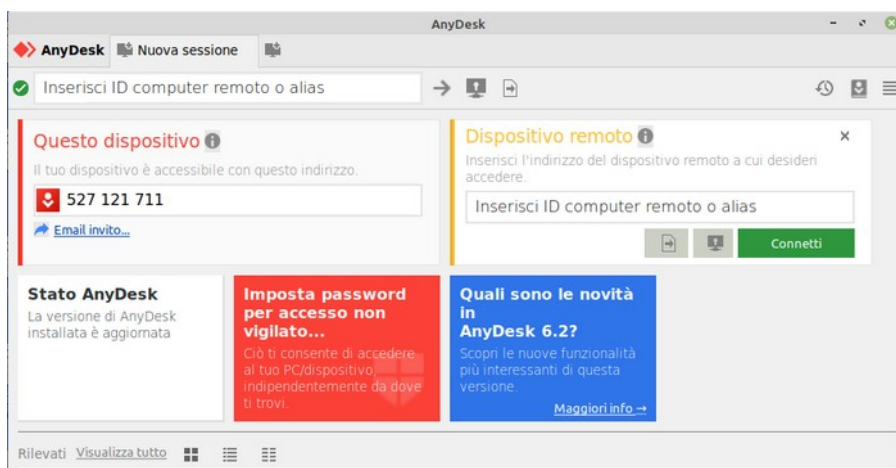 AnyDesk
AnyDesk
Nuova sessione
Inserisci ID computer remoto o alias
Questo dispositivo
Il tuo dispositivo è accessibile con questo indirizzo.
527 121 711
Email invito...
Dispositivo remoto
Inserisci l'indirizzo del dispositivo remoto a cui desideri
accedere.
Inserisci ID computer remoto o alias
Connetti
Stato AnyDesk
La versione di AnyDesk
installata è aggiornata
Imposta password
per accesso non
vigilato...
Ciò ti consente di accedere
al tuo PC/dispositivo,
indipendentemente da dove
ti trovi.
Quali sono le novità
in
AnyDesk 6.2?
Scopri le nuove funzionalità
più interessanti di questa
versione.
Maggiori info→
Rilevati Visualizza tutto